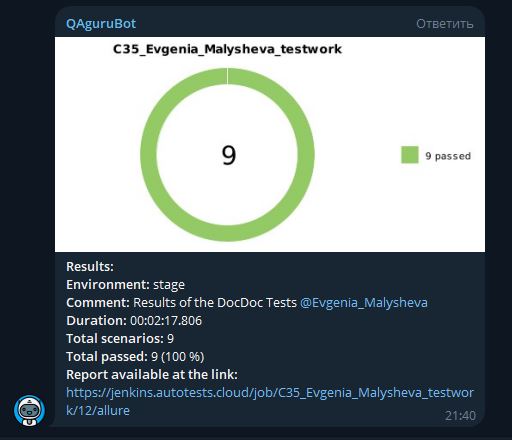 QAguruBot
Ответить
C35_Evgenia_Malysheva_testwork
9
9 passed
Results:
Environment: stage
Comment: Results of the DocDoc Tests @Evgenia_Malysheva
Duration: 00:02:17.806
Total scenarios: 9
Total passed: 9 (100 %)
Report available at the link:
https://jenkins.autotests.cloud/job/C35_Evgenia_Malysheva_testwor
k/12/allure
21:40